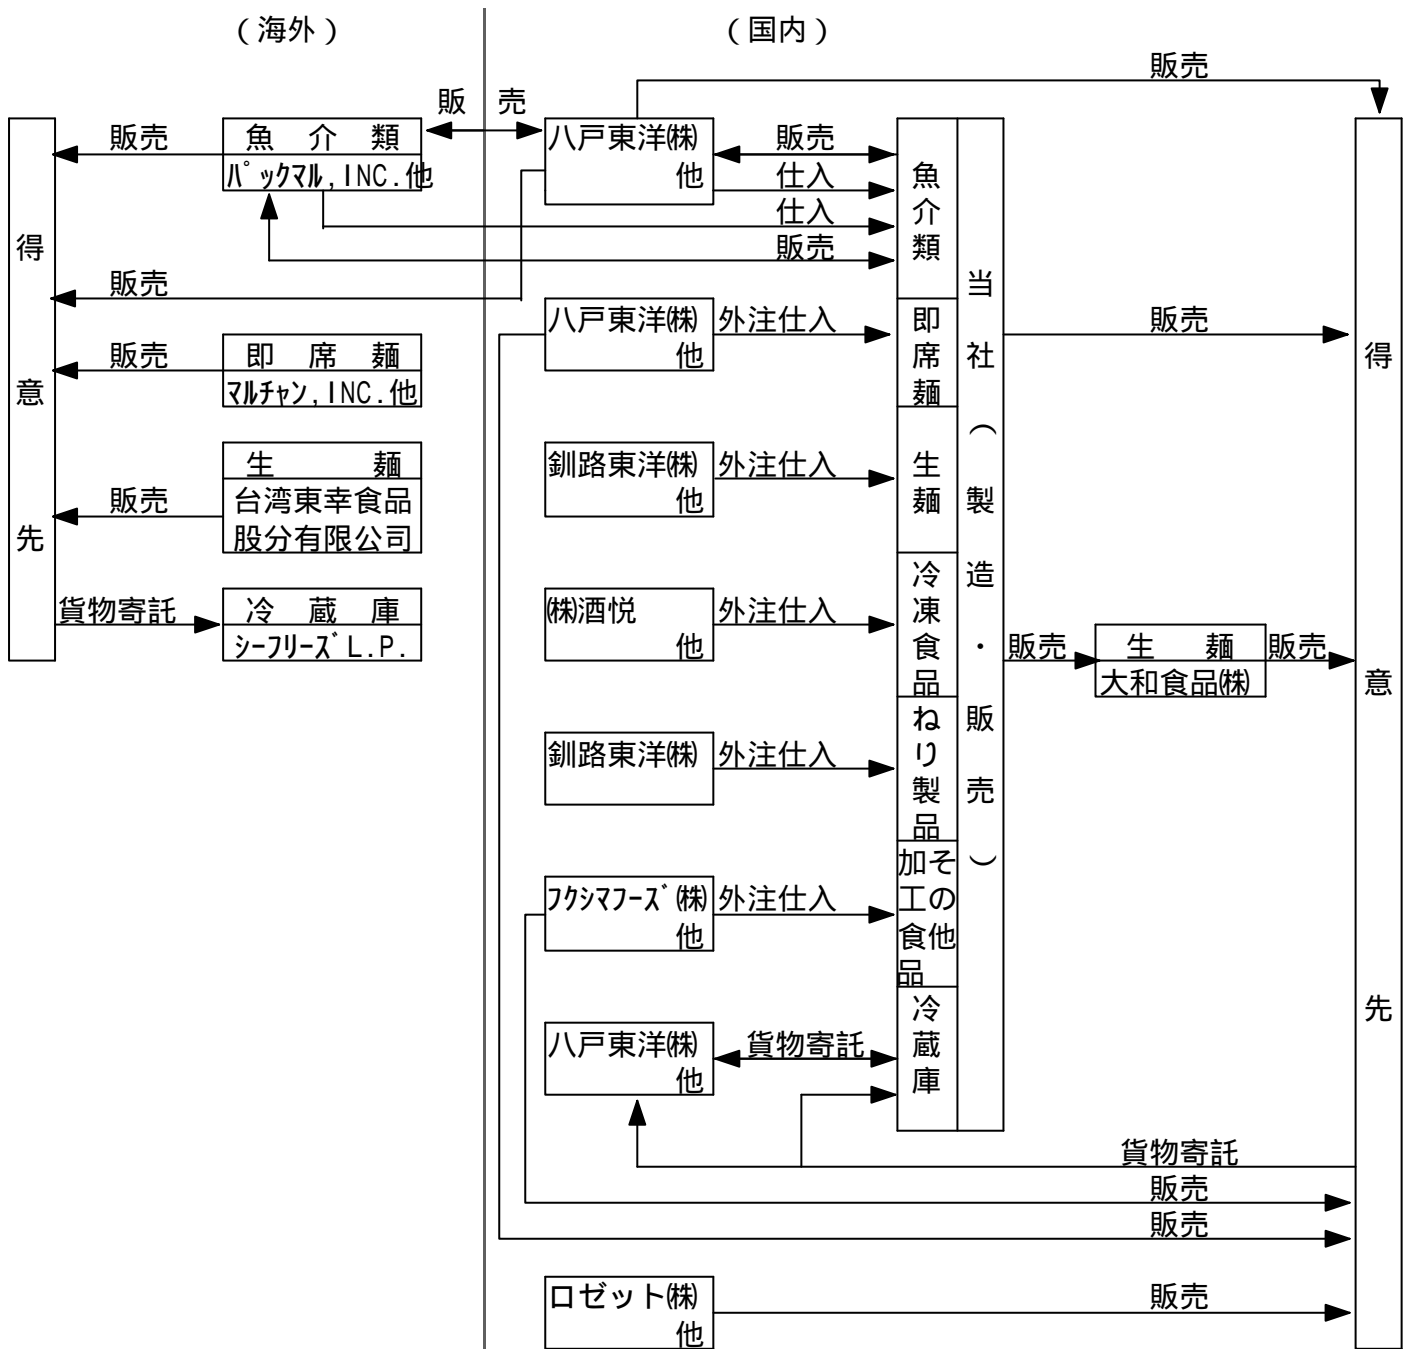 （海外）
（国内）
販売
販売
販売
魚介類
パックマル,INC.他
八戸東洋㈱
他
販売
仕入
仕入
販売
販売
得意先
魚介類
当社（製造・販売）
得意先
八戸東洋㈱
他
外注仕入
即席麺
販売
販売
即席麺
マルチャン,INC.他
生麺
台湾東幸食品
股分有限公司
販売
釧路東洋㈱
他
外注仕入
生麺
貨物寄託
冷蔵庫
シーフリーズL.P.
㈱酒悦
他
外注仕入
冷凍食品
販売
生麺
大和食品㈱
販売
釧路東洋㈱
外注仕入
ねり製品
フクシマフーズ㈱
他
外注仕入
その他
加工食品
八戸東洋㈱
他
貨物寄託
冷蔵庫
貨物寄託
販売
販売
ロゼット㈱
他
販売